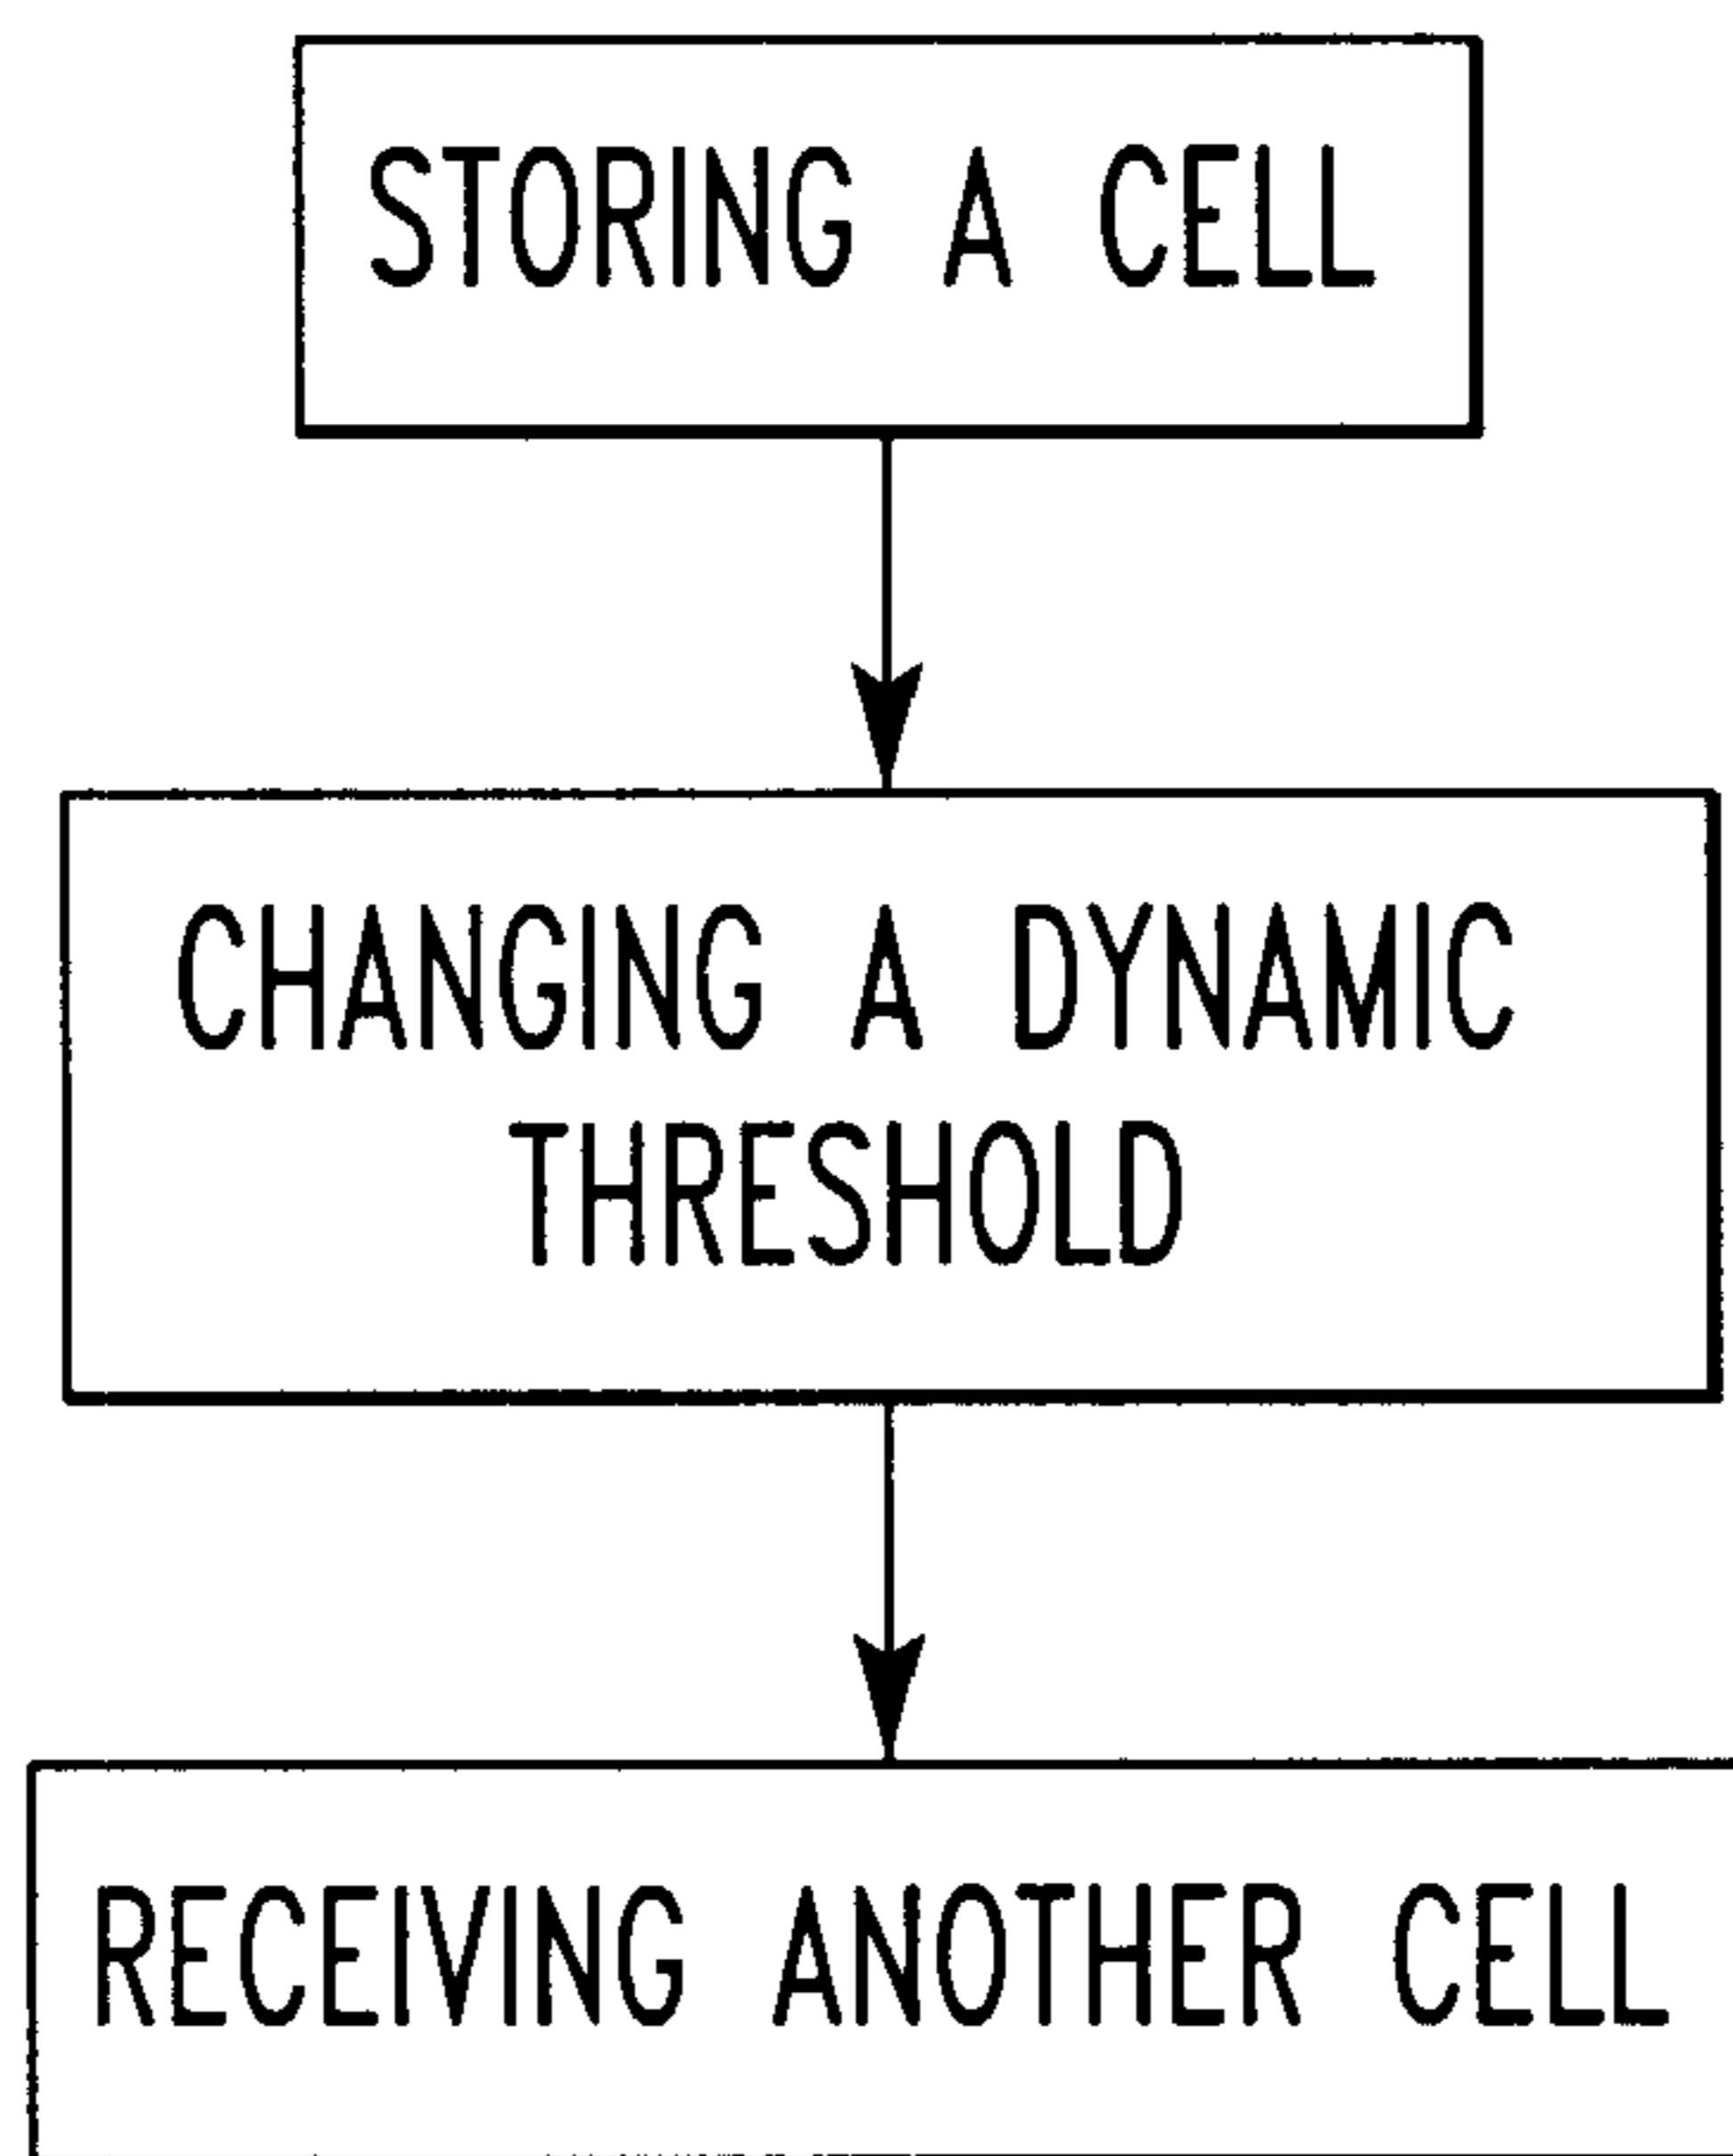 STORING A CELL
CHANGING A DYNAMIC
THRESHOLD
RECEIVING ANOTHER CELL